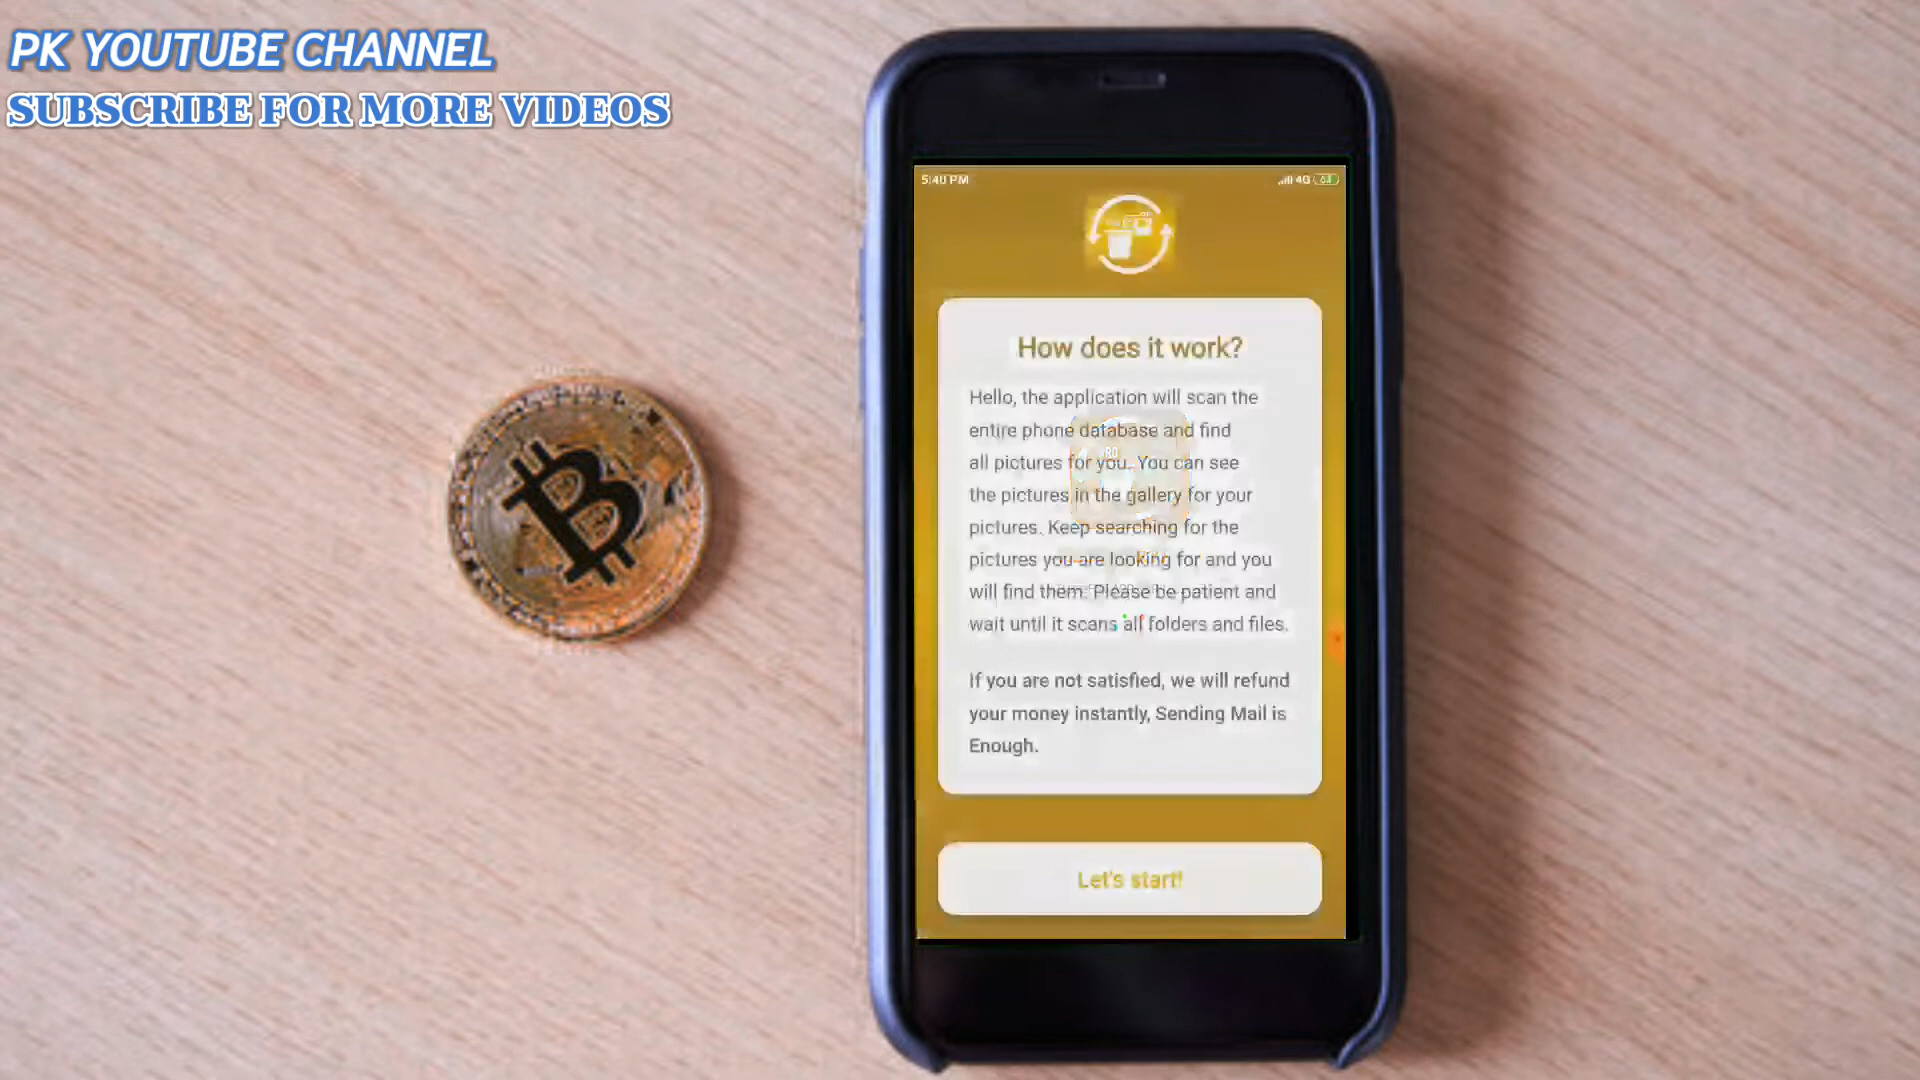 PK YOUTUBE CHANNEL
SUBSCRIBE FOR MORE VIDEOS
5:40 PM
4G
How does it work?
Hello, the application will scan the
entire phone database and find
all pictures for you. You can see
the pictures in the gallery for your
pictures. Keep searching for the
pictures you are looking for and you
will find them. Please be patient and
wait until it scans all folders and files.
If you are not satisfied, we will refund
your money instantly, Sending Mail is
Enough.
Let's start!